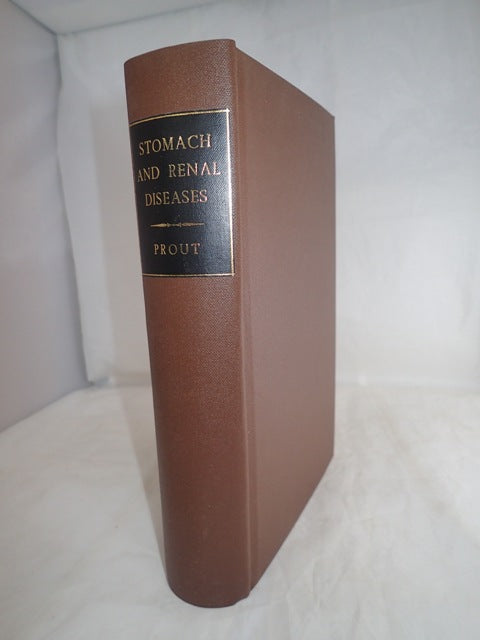 STOMACH
AND RENAL
DISEASES
PROUT